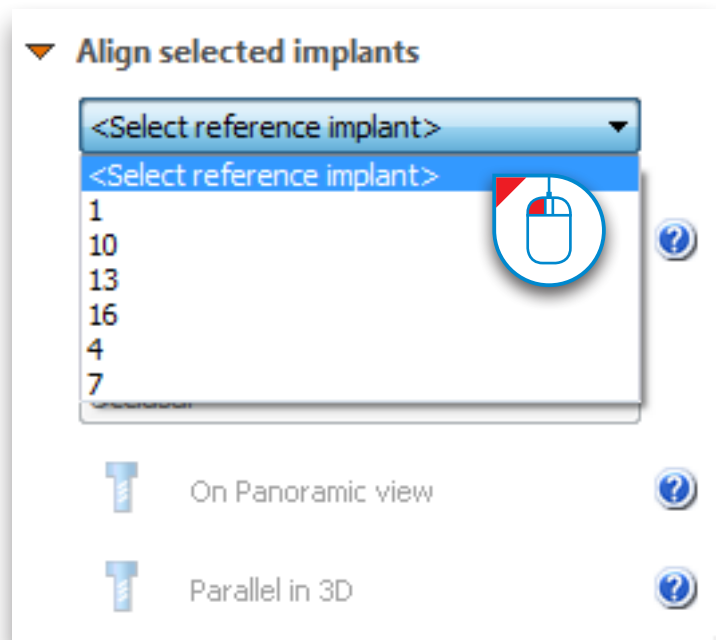 Align selected implants
<Select reference implant>
<Select reference implant>
1
10
13
16
4
7
On Panoramic view
Parallel in 3D